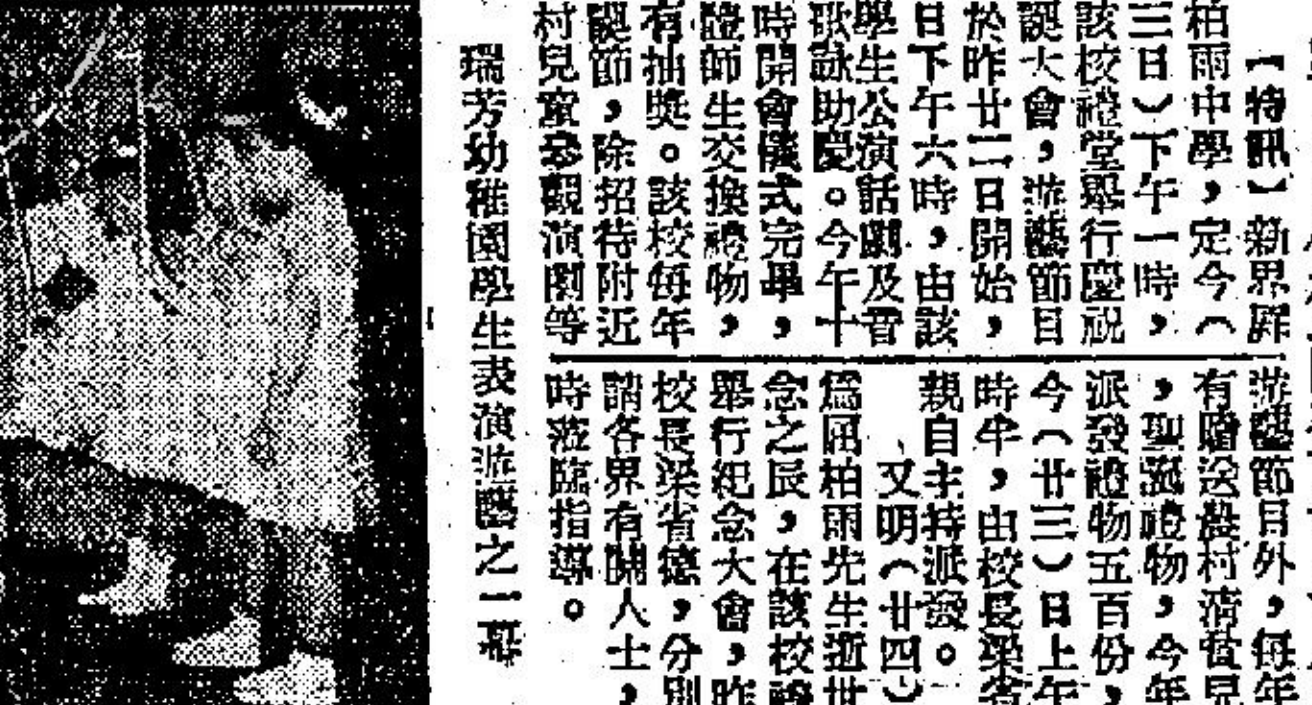 【特訊】新界屏
柏雨中學，定今（
三日）下午一時，
該校禮堂舉行慶祝
誕大會，游藝節目
於昨廿二日開始，
日下午六時，由該
學生公演話劇及音
歌詠助慶。今午十
時開會儀式完畢，
師生交換禮物，
有抽獎。該校每年
誕節，除招待附近
村兒童參觀演劇等
游藝節目外，每年
有贈送農村清貧兒
，聖誕禮物，今年
派發禮物五百份，
今（廿三）日上午
時半，由校長梁省
親自主持派發。
又明（廿四）
為屈柏雨先生逝世
念之辰，在該校禮
舉行紀念大會，昨
校長梁省德，分別
請各界有關人士，
時蒞臨指導。
瑞芳幼稚園學生表演游藝之一幕